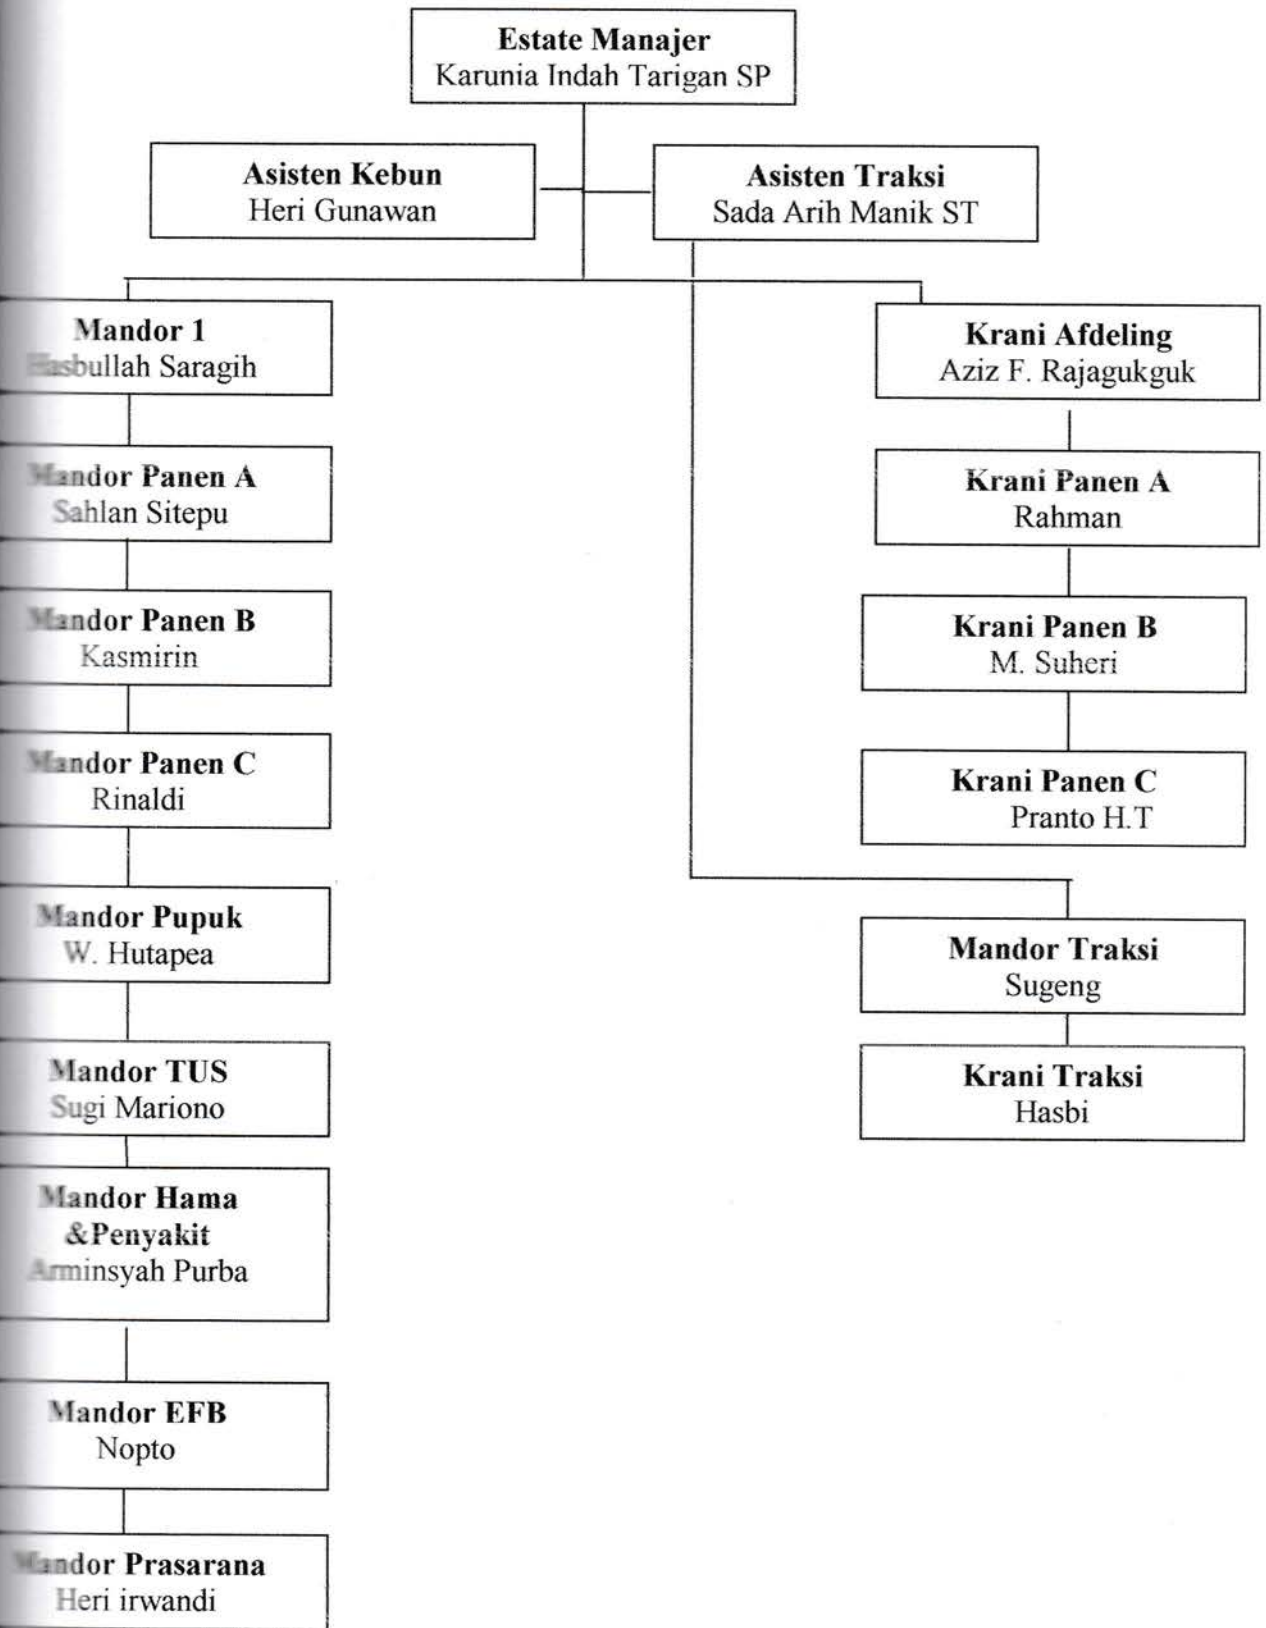 Estate Manajer
Karunia Indah Tarigan SP
Asisten Kebun
Heri Gunawan
Asisten Traksi
Sada Arih Manik ST
Mandor 1
Hasbullah Saragih
Mandor Panen A
Sahlan Sitepu
Mandor Panen B
Kasmirin
Mandor Panen C
Rinaldi
Mandor Pupuk
W. Hutapea
Mandor TUS
Sugi Mariono
Mandor Hama
&Penyakit
Arminsyah Purba
Mandor EFB
Nopto
Mandor Prasarana
Heri irwandi
Krani Afdeling
Aziz F. Rajagukguk
Krani Panen A
Rahman
Krani Panen B
M. Suheri
Krani Panen C
Pranto H.T
Mandor Traksi
Sugeng
Krani Traksi
Hasbi